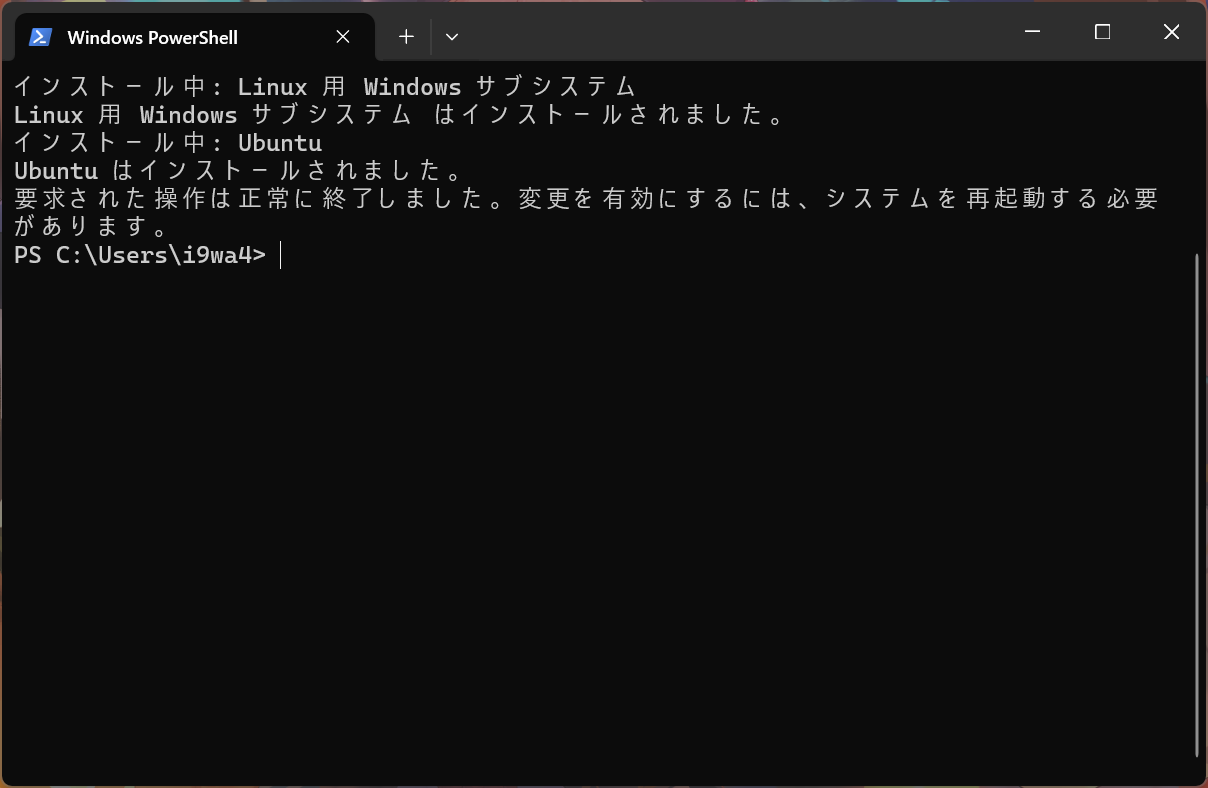 Windows PowerShell
インストール中: Linux 用 Windows サブシステム
Linux 用 Windows サブシステム はインストールされました。
インストール中: Ubuntu
Ubuntu はインストールされました。
要求された操作は正常に終了しました。変更を有効にするには、システムを再起動する必要
があります。
PS C:\Users\i9wa4>